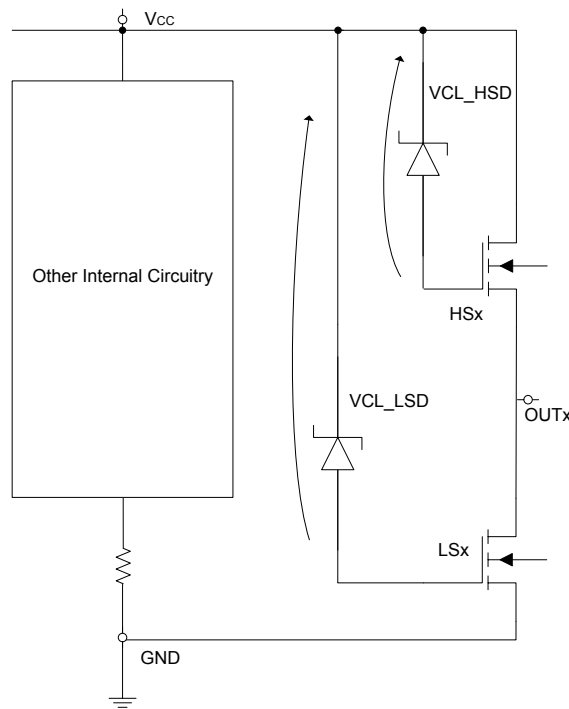 Vcc
VCL_HSD
Other Internal Circuitry
HSx
VCL_LSD
OUTx
LSx
GND